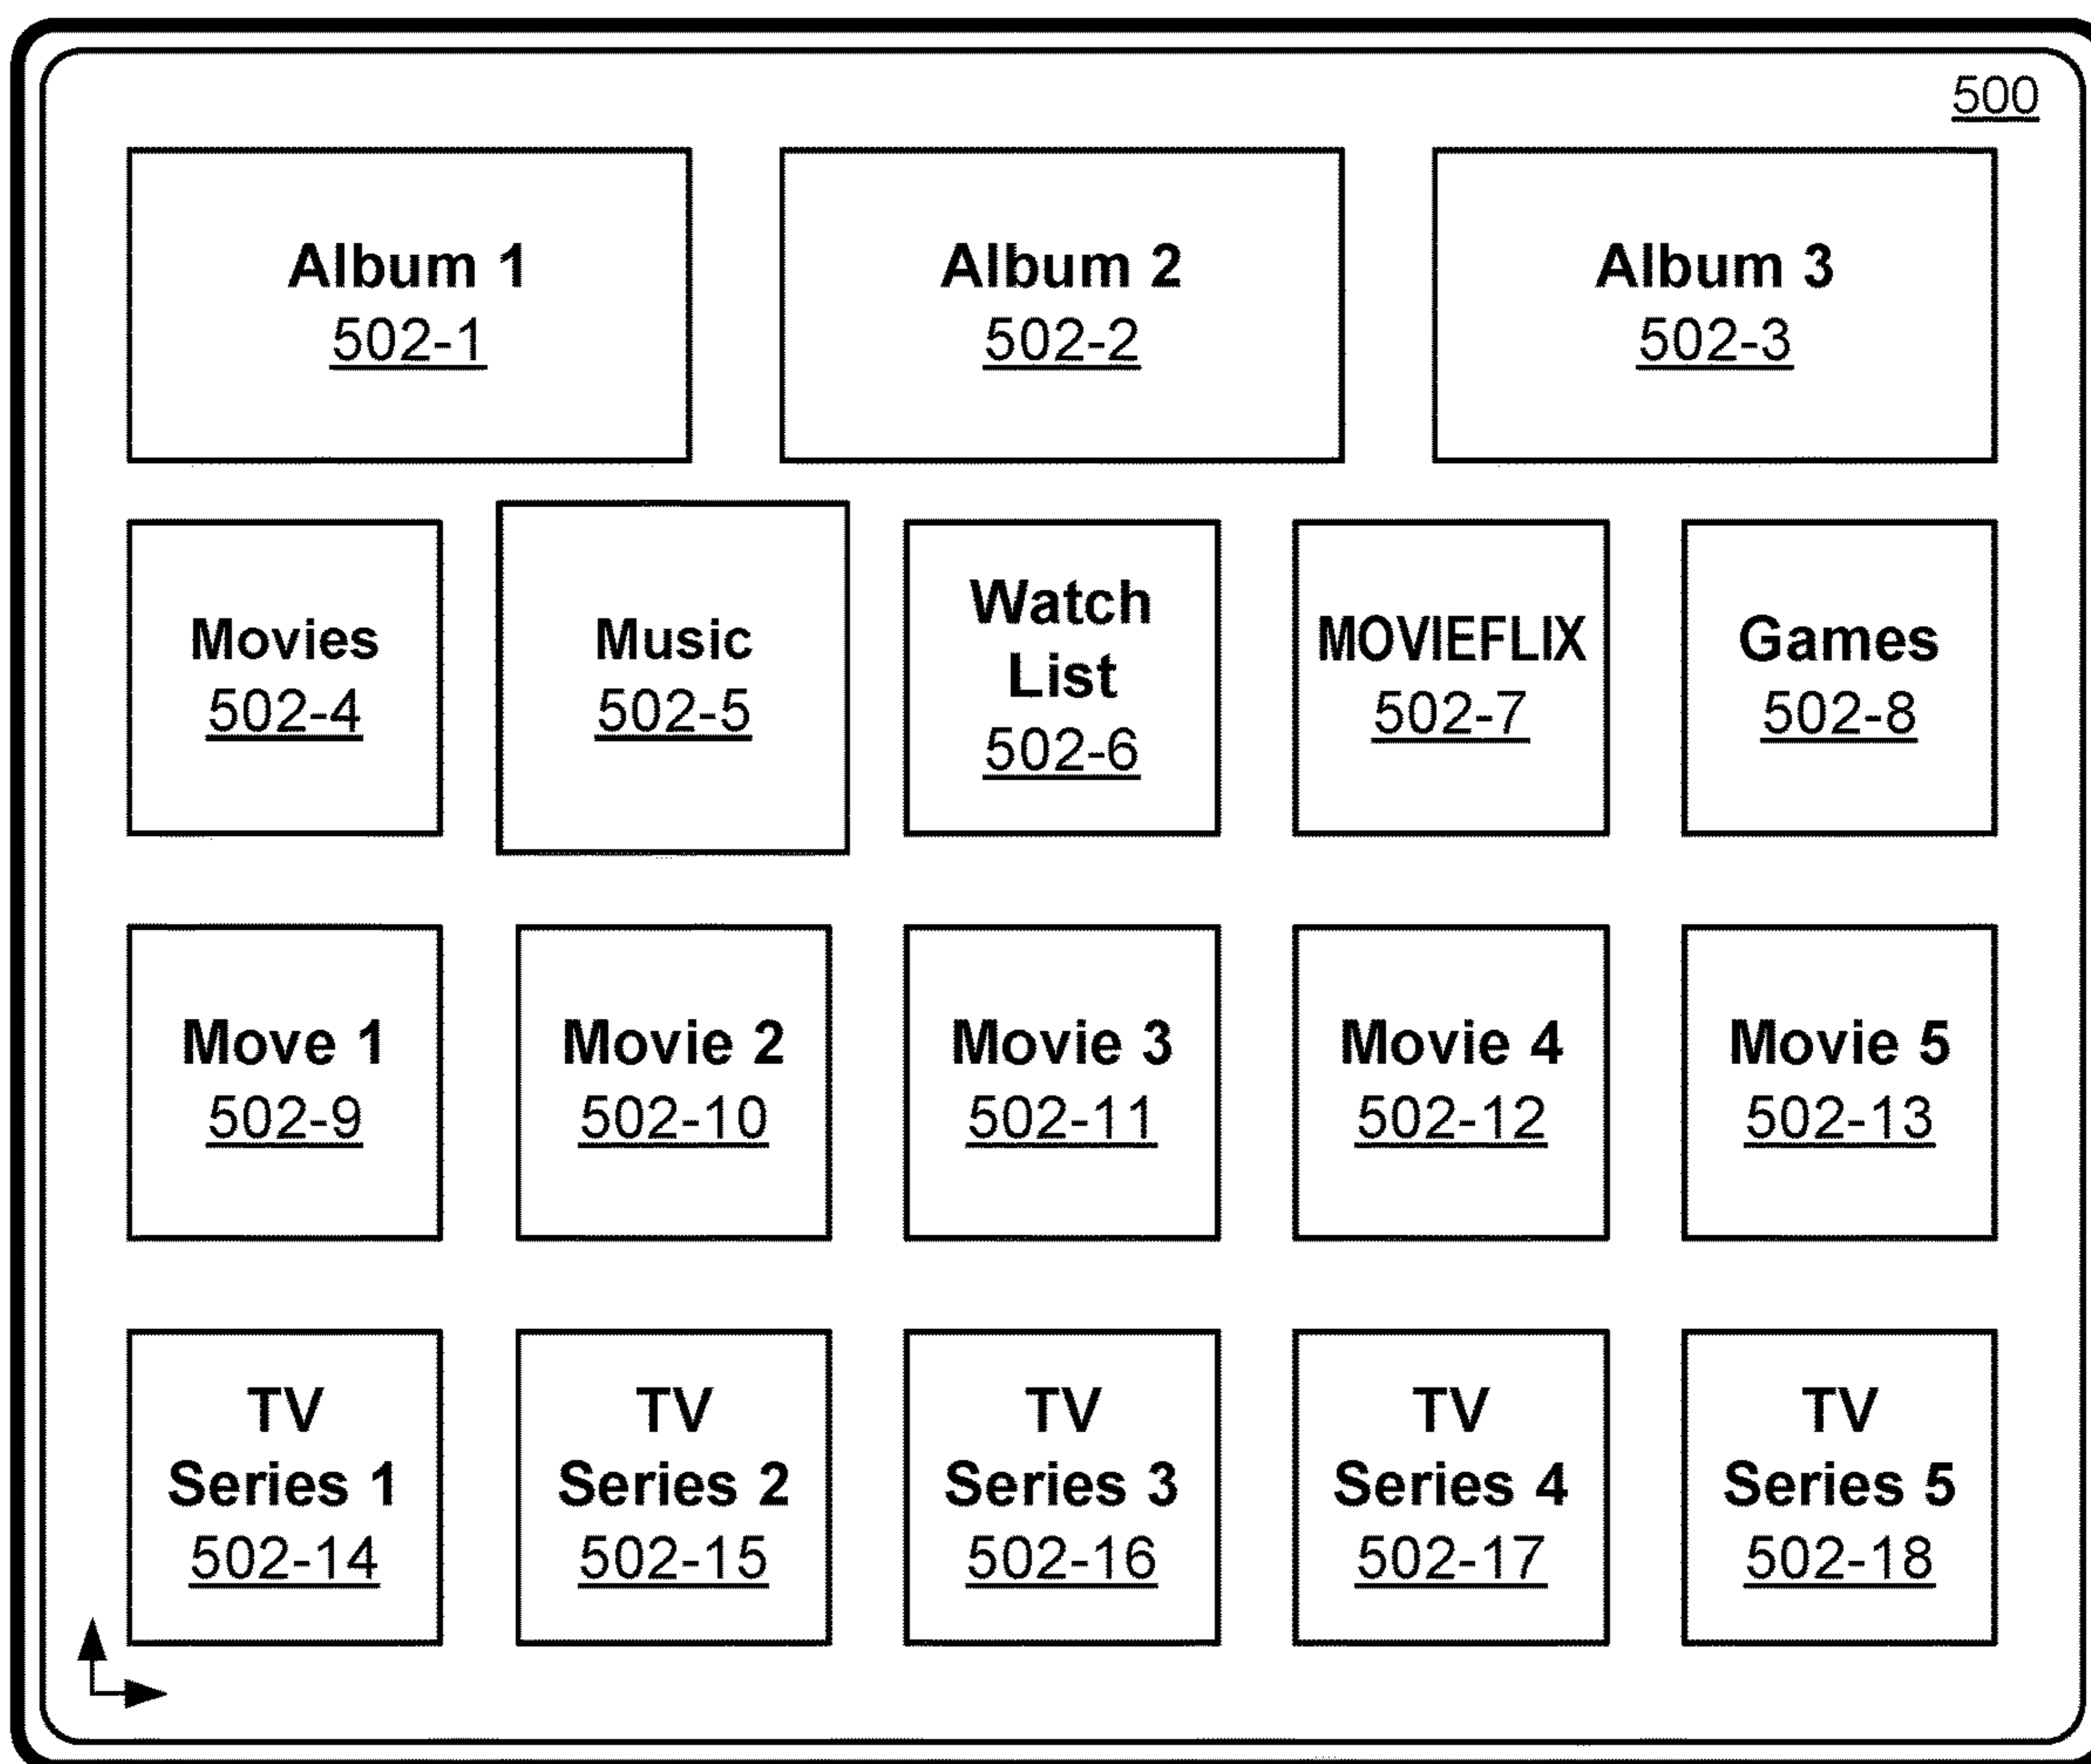 500
Album 1
502-1
Album 2
502-2
Album 3
502-3
Movies
502-4
Music
502-5
Watch
List
502-6
MOVIEFLIX
502-7
Games
502-8
Move 1
502-9
Movie 2
502-10
Movie 3
502-11
Movie 4
502-12
Movie 5
502-13
TV
Series 1
502-14
TV
Series 2
502-15
TV
Series 3
502-16
TV
Series 4
502-17
TV
Series 5
502-18